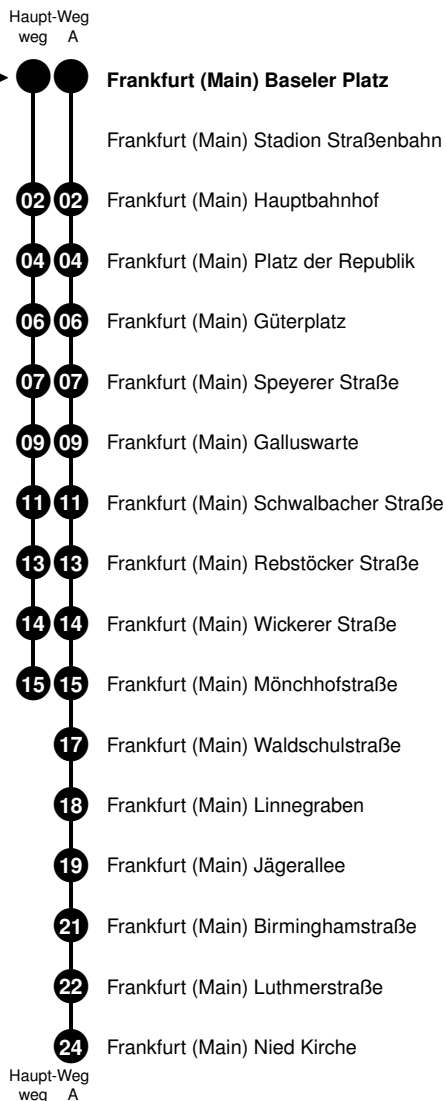 Haupt-Weg
weg A
Frankfurt (Main) Baseler Platz
Frankfurt (Main) Stadion Straßenbahn
02 02 Frankfurt (Main) Hauptbahnhof
04 04 Frankfurt (Main) Platz der Republik
06 06 Frankfurt (Main) Güterplatz
07 07 Frankfurt (Main) Speyerer Straße
09 09 Frankfurt (Main) Galluswarte
11 11 Frankfurt (Main) Schwalbacher Straße
13 13 Frankfurt (Main) Rebstöcker Straße
14 14 Frankfurt (Main) Wickerer Straße
15 15 Frankfurt (Main) Mönchhofstraße
17 Frankfurt (Main) Waldschulstraße
18 Frankfurt (Main) Linnegraben
19 Frankfurt (Main) Jägerallee
21 Frankfurt (Main) Birminghamstraße
22 Frankfurt (Main) Luthmerstraße
24 Frankfurt (Main) Nied Kirche
Haupt-Weg
weg A